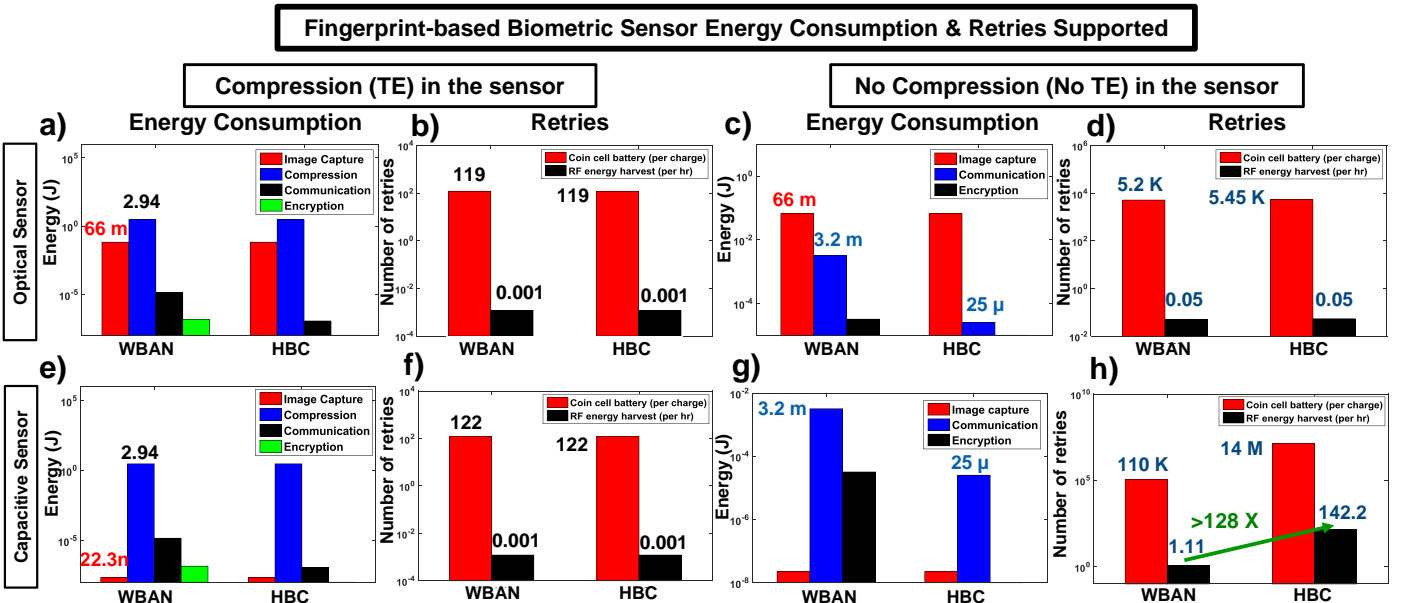 Fingerprint-based Biometric Sensor Energy Consumption & Retries Supported
Compression (TE) in the sensor
No Compression (No TE) in the sensor
Optical Sensor
a)
Energy Consumption
Energy (J)
10^5
10^0
10^-5
Image Capture
Compression
Communication
Encryption
66 m
2.94
WBAN
HBC
b)
Retries
Number of retries
10^4
10^2
10^0
10^-2
10^-4
Coin cell battery (per charge)
RF energy harvest (per hr)
119
0.001
119
0.001
WBAN
HBC
c)
Energy Consumption
Energy (J)
10^0
10^-2
10^-4
Image capture
Communication
Encryption
66 m
3.2 m
25 µ
WBAN
HBC
d)
Retries
Number of retries
10^6
10^4
10^2
10^0
10^-2
Coin cell battery (per charge)
RF energy harvest (per hr)
5.2 K
0.05
5.45 K
0.05
WBAN
HBC
Capacitive Sensor
e)
Energy (J)
10^5
10^0
10^-5
Image Capture
Compression
Communication
Encryption
22.3n
2.94
WBAN
HBC
f)
Number of retries
10^4
10^2
10^0
10^-2
10^-4
Coin cell battery (per charge)
RF energy harvest (per hr)
122
0.001
122
0.001
WBAN
HBC
g)
Energy (J)
10^-2
10^-4
10^-6
10^-8
Image capture
Communication
Encryption
3.2 m
25 µ
WBAN
HBC
h)
Number of retries
10^10
10^5
10^0
Coin cell battery (per charge)
RF energy harvest (per hr)
110 K
1.11
>128 X
14 M
142.2
WBAN
HBC